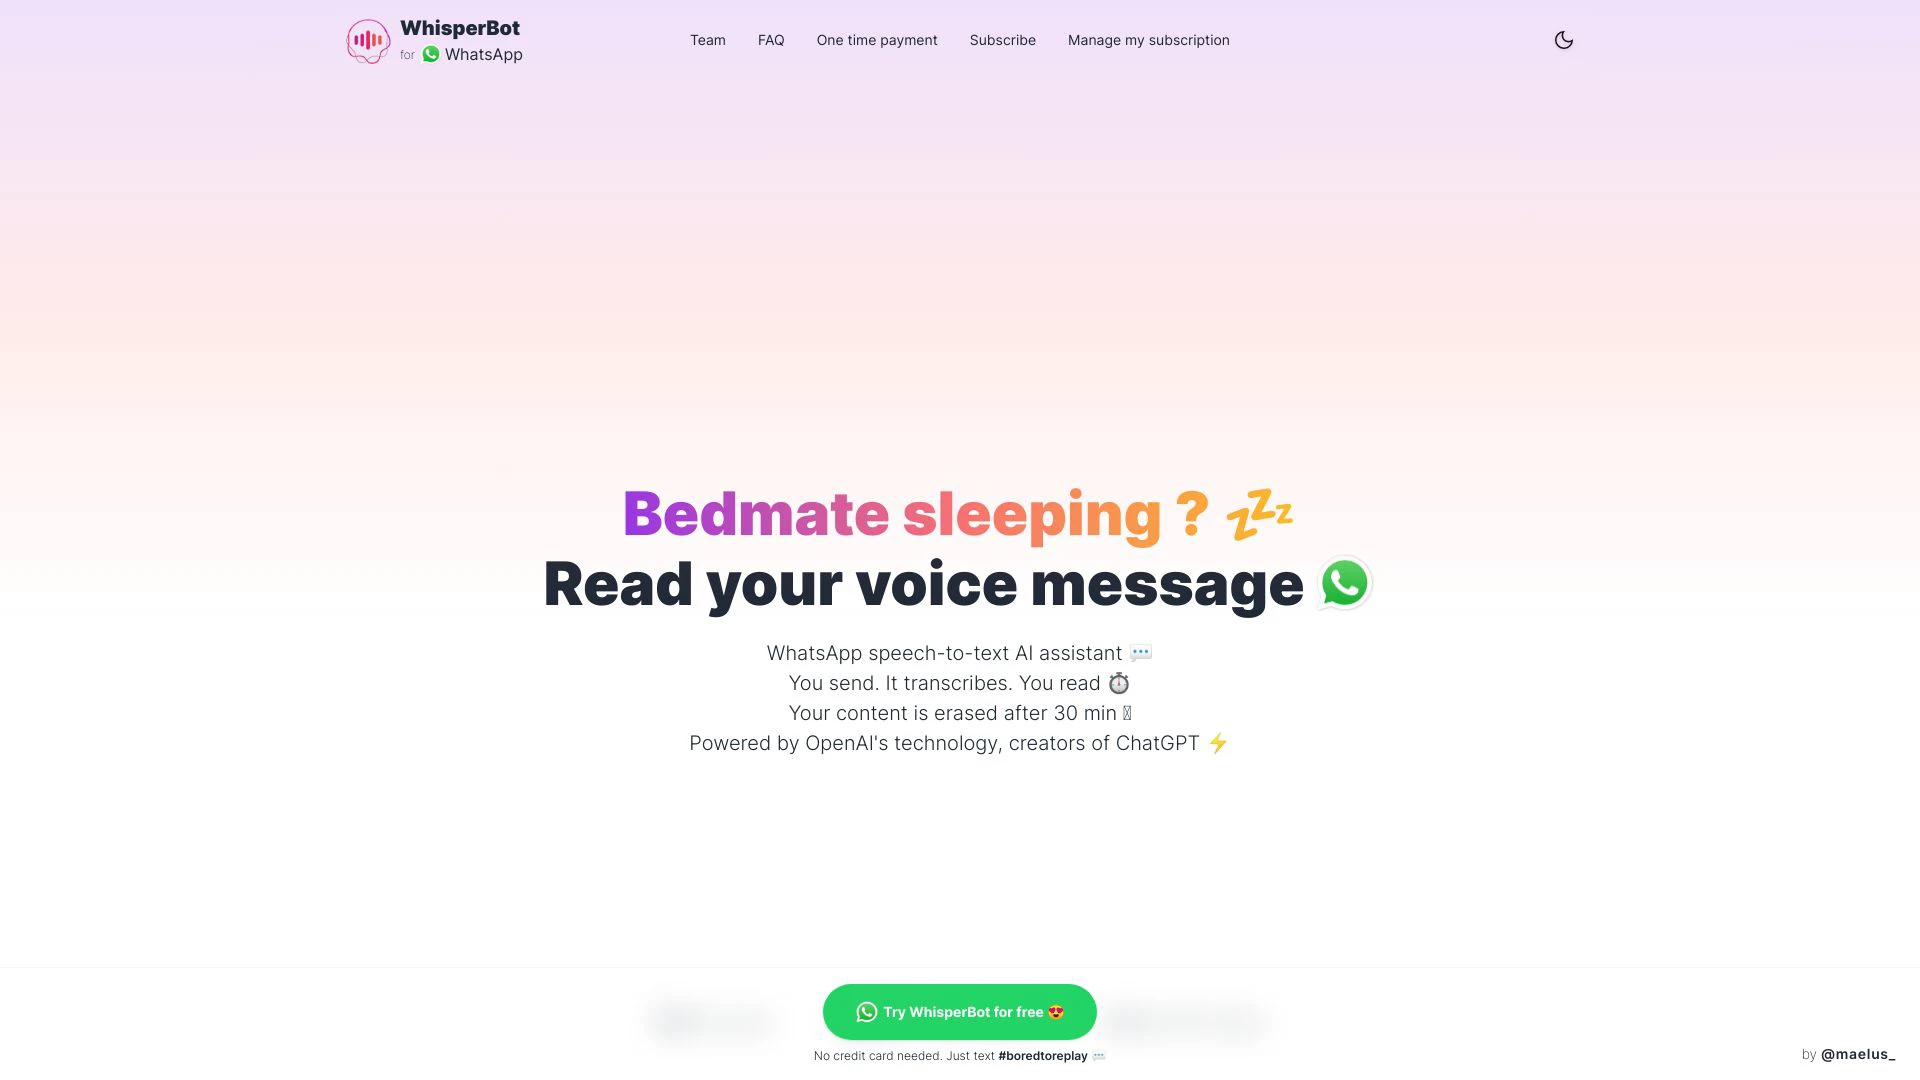 WhisperBot
for WhatsApp
Team FAQ One time payment Subscribe Manage my subscription
Bedmate sleeping ? 💤
Read your voice message
WhatsApp speech-to-text AI assistant 💬
You send. It transcribes. You read ⏱️
Your content is erased after 30 min
Powered by OpenAI's technology, creators of ChatGPT ⚡
Try WhisperBot for free 😍
No credit card needed. Just text #boredtoreplay 💬
by @maelus_